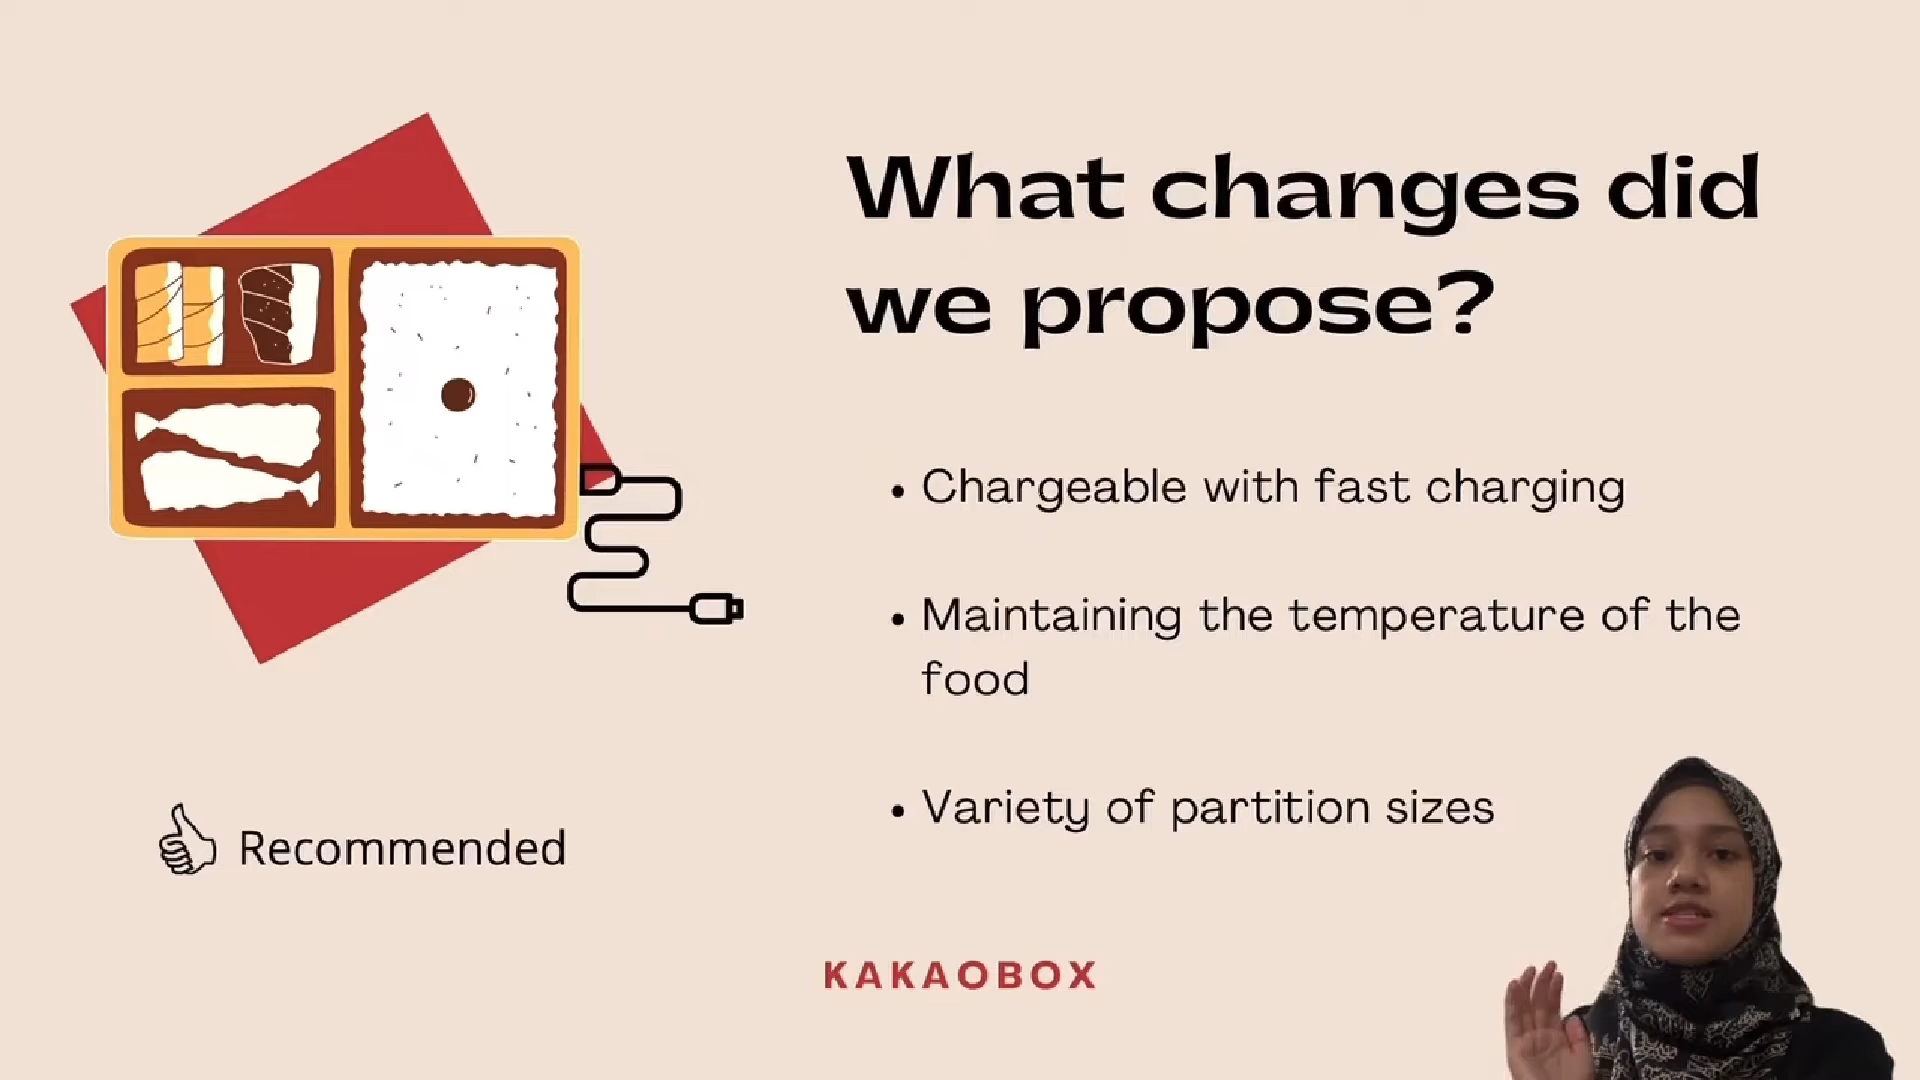 What changes did
we propose?
• Chargeable with fast charging
• Maintaining the temperature of the
food
• Variety of partition sizes
Recommended
KAKAOBOX